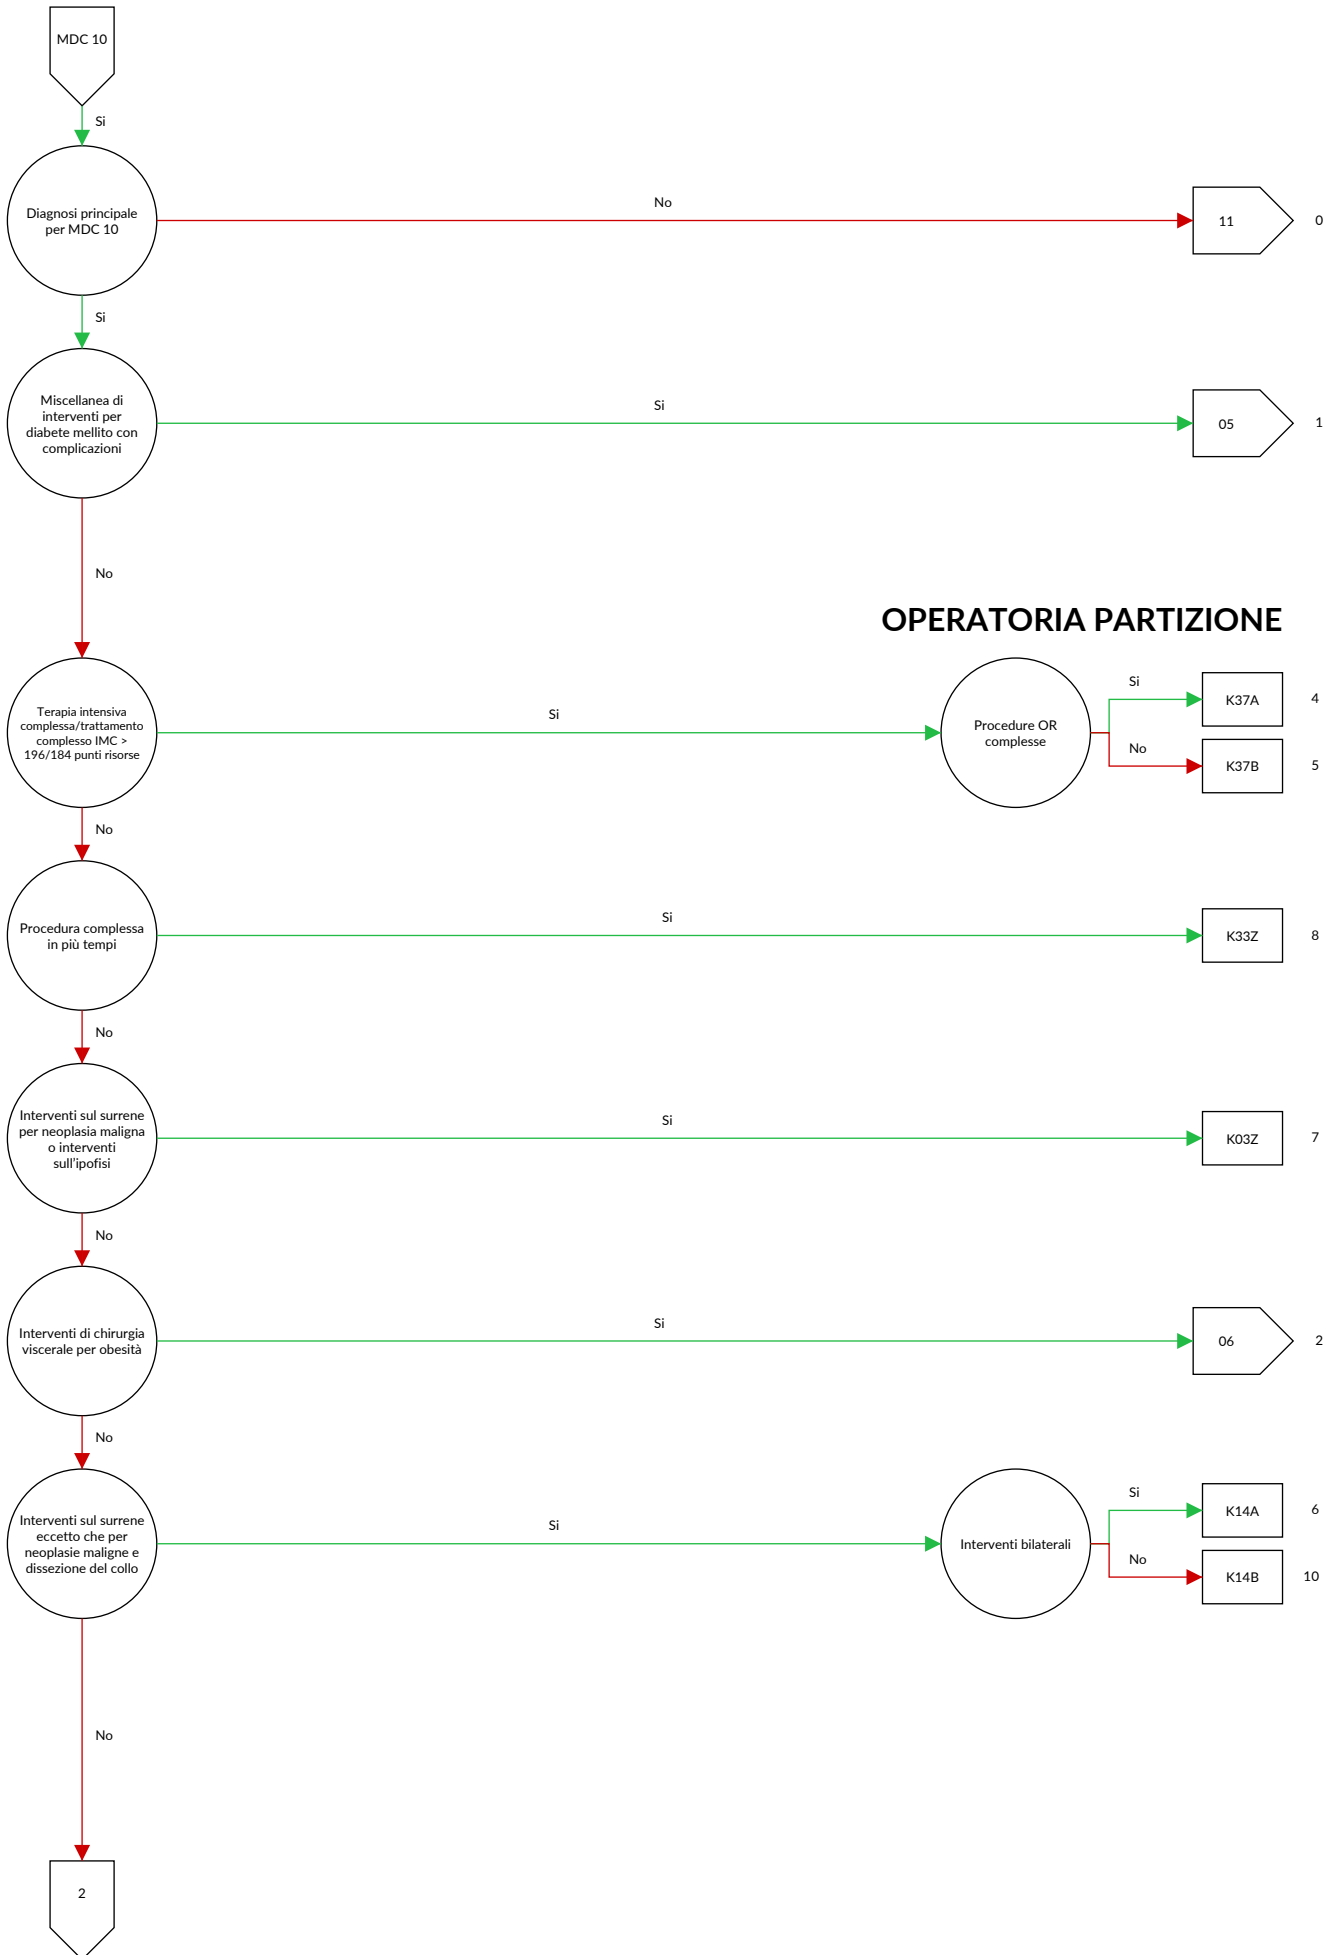 MDC 10
Si
Diagnosi principale
per MDC 10
No
11
0
Si
Miscellanea di
interventi per
diabete mellito con
complicazioni
Si
05
1
No
OPERATORIA PARTIZIONE
Terapia intensiva
complessa/trattamento
complesso IMC >
196/184 punti risorse
Si
Procedure OR
complesse
Si
K37A
4
No
K37B
5
No
Procedura complessa
in più tempi
Si
K33Z
8
No
Interventi sul surrene
per neoplasia maligna
o interventi
sull'ipofisi
Si
K03Z
7
No
Interventi di chirurgia
viscerale per obesità
Si
06
2
No
Interventi sul surrene
eccetto che per
neoplasie maligne e
dissezione del collo
Si
Interventi bilaterali
Si
K14A
6
No
K14B
10
No
2